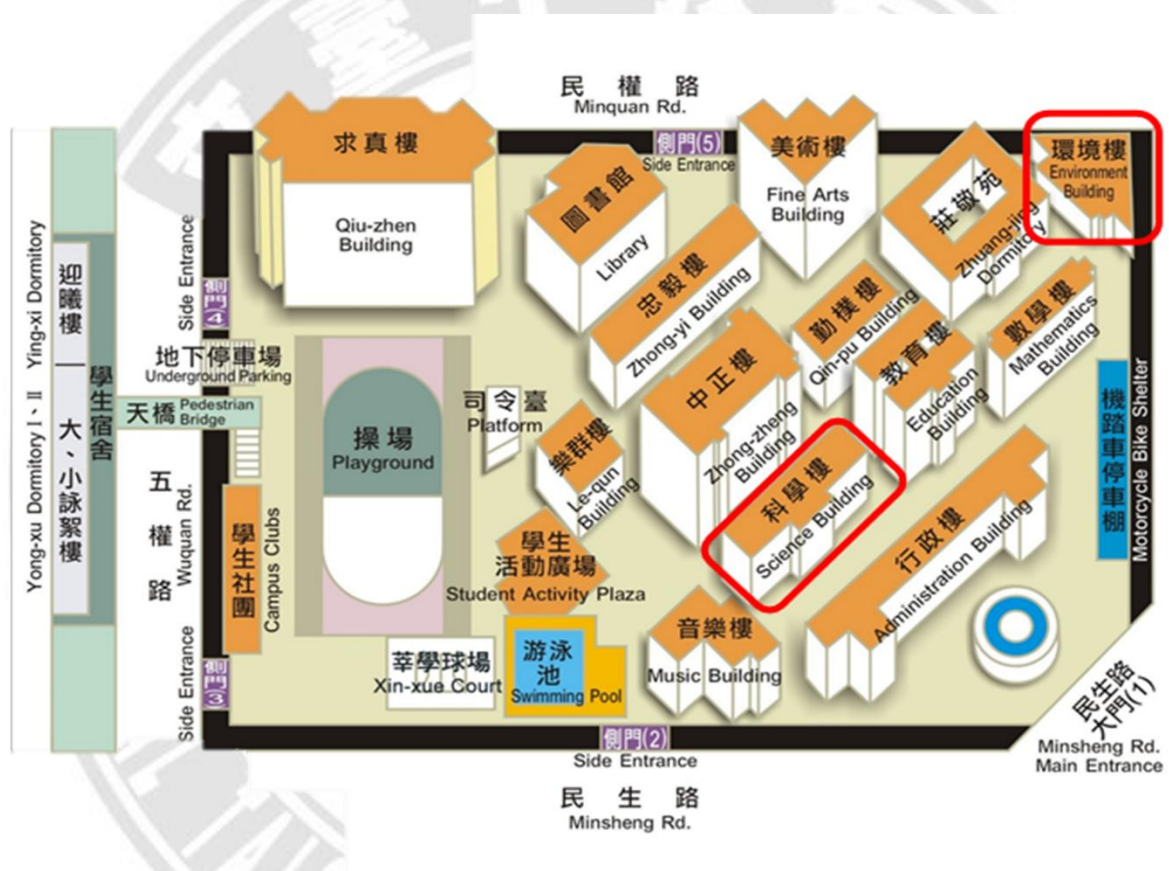 民權路
Minquan Rd.
求真樓
Qiu-zhen
Building
圖書館
Library
側門(5)
Side Entrance
美術樓
Fine Arts
Building
莊敬苑
Zhuang-jing
Dormitory
環境樓
Environment
Building
忠毅樓
Zhong-yi Building
勤樸樓
Qin-pu Building
教育樓
Education
Building
數學樓
Mathematics
Building
中正樓
Zhong-zheng
Building
科學樓
Science Building
行政樓
Administration Building
機踏車停車棚
Motorcycle Bike Shelter
迎曦樓
Ying-xi Dormitory
大、小詠絮樓
Yong-xu Dormitory I、II
學生宿舍
側門(4)
Side Entrance
地下停車場
Underground Parking
天橋
Pedestrian
Bridge
五權路
Wuquan Rd.
學生社團
Campus Clubs
側門(3)
Side Entrance
操場
Playground
司令臺
Platform
樂群樓
Le-qun
Building
學生
活動廣場
Student Activity Plaza
莘學球場
Xin-xue Court
游泳
池
Swimming Pool
音樂樓
Music Building
側門(2)
Side Entrance
民生路
Minsheng Rd.
民生路
大門(1)
Minsheng Rd.
Main Entrance